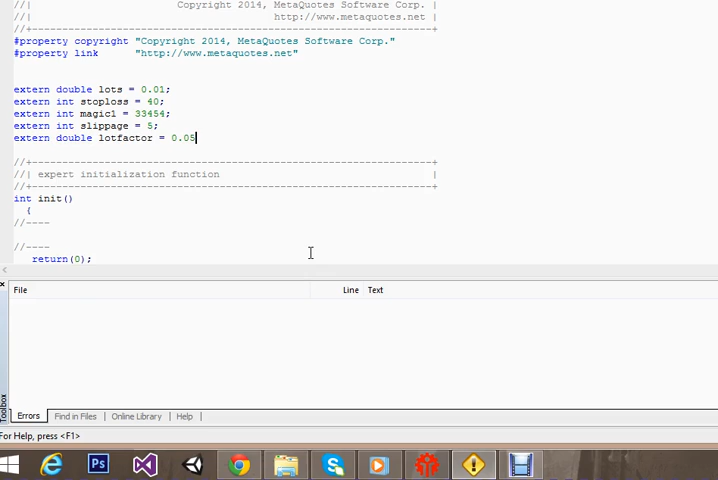 //| Copyright 2014, MetaQuotes Software Corp. |
//| http://www.metaquotes.net |
//+------------------------------------------------------------------+
#property copyright "Copyright 2014, MetaQuotes Software Corp."
#property link "http://www.metaquotes.net"
extern double lots = 0.01;
extern int stoploss = 40;
extern int magic1 = 33454;
extern int slippage = 5;
extern double lotfactor = 0.05
//+------------------------------------------------------------------+
//| expert initialization function |
//+------------------------------------------------------------------+
int init()
{
//----
//----
return(0);
File Line Text
Toolbox
Errors Find in Files Online Library Help
For Help, press <F1>
Ps